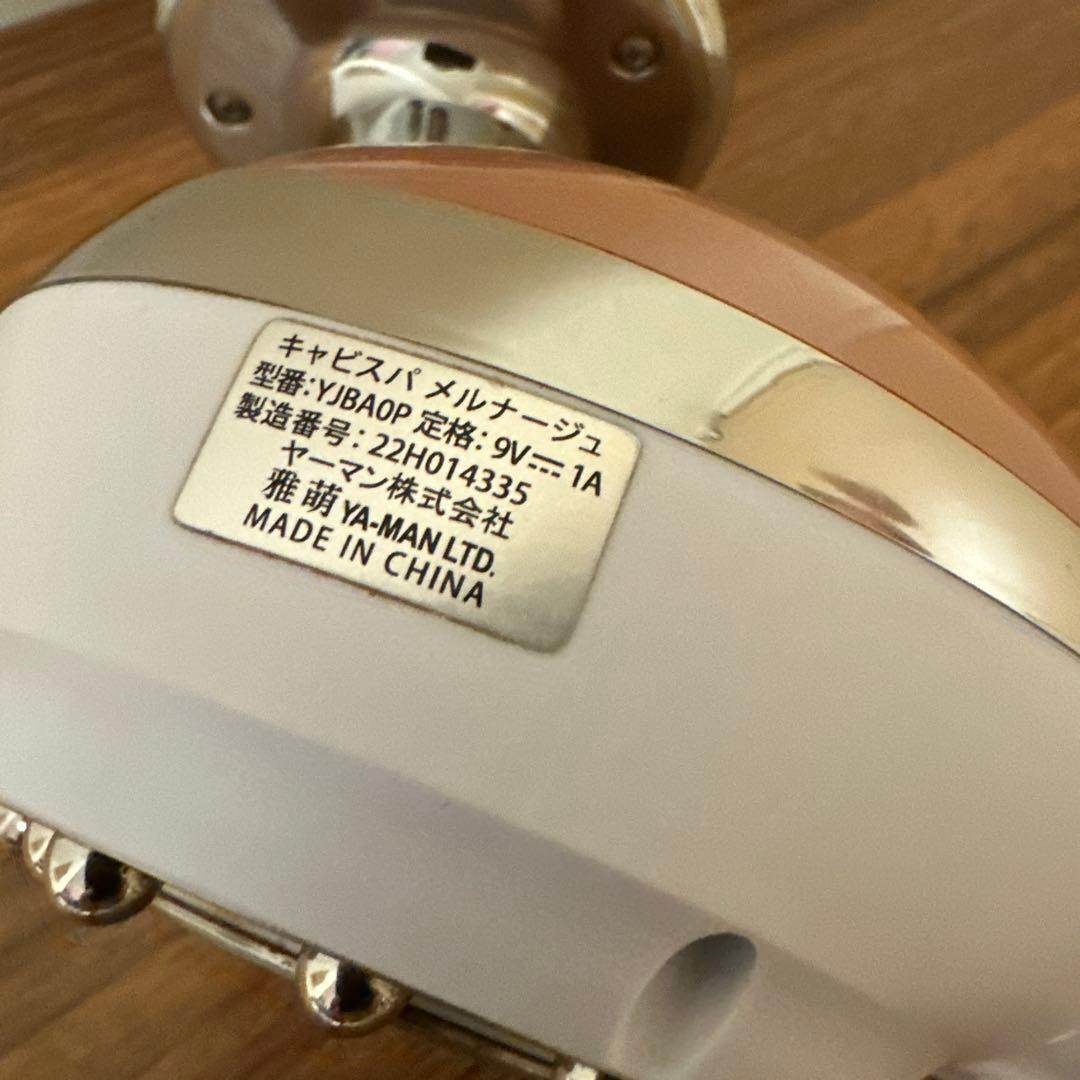 キャビスパ メルナージュ
型番:YJBA0P 定格: 9V⎓1A
製造番号: 22H014335
ヤーマン株式会社
雅萌 YA-MAN LTD.
MADE IN CHINA